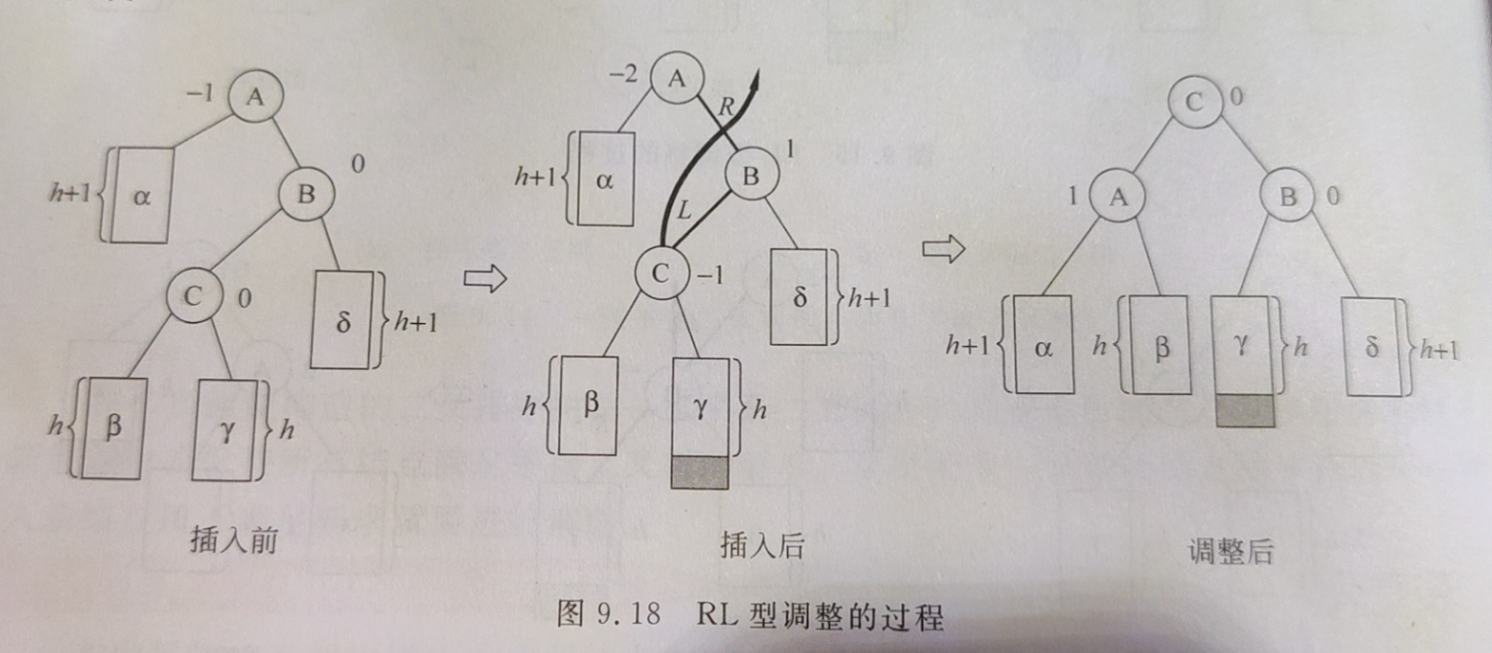 -1 A
0
h+1 α B
C 0 δ h+1
h β γ h
插入前
-2 A
R
1
h+1 α B
L
C -1 δ h+1
h β γ h
插入后
C 0
1 A B 0
h+1 α h β γ h δ h+1
调整后
图 9.18 RL 型调整的过程